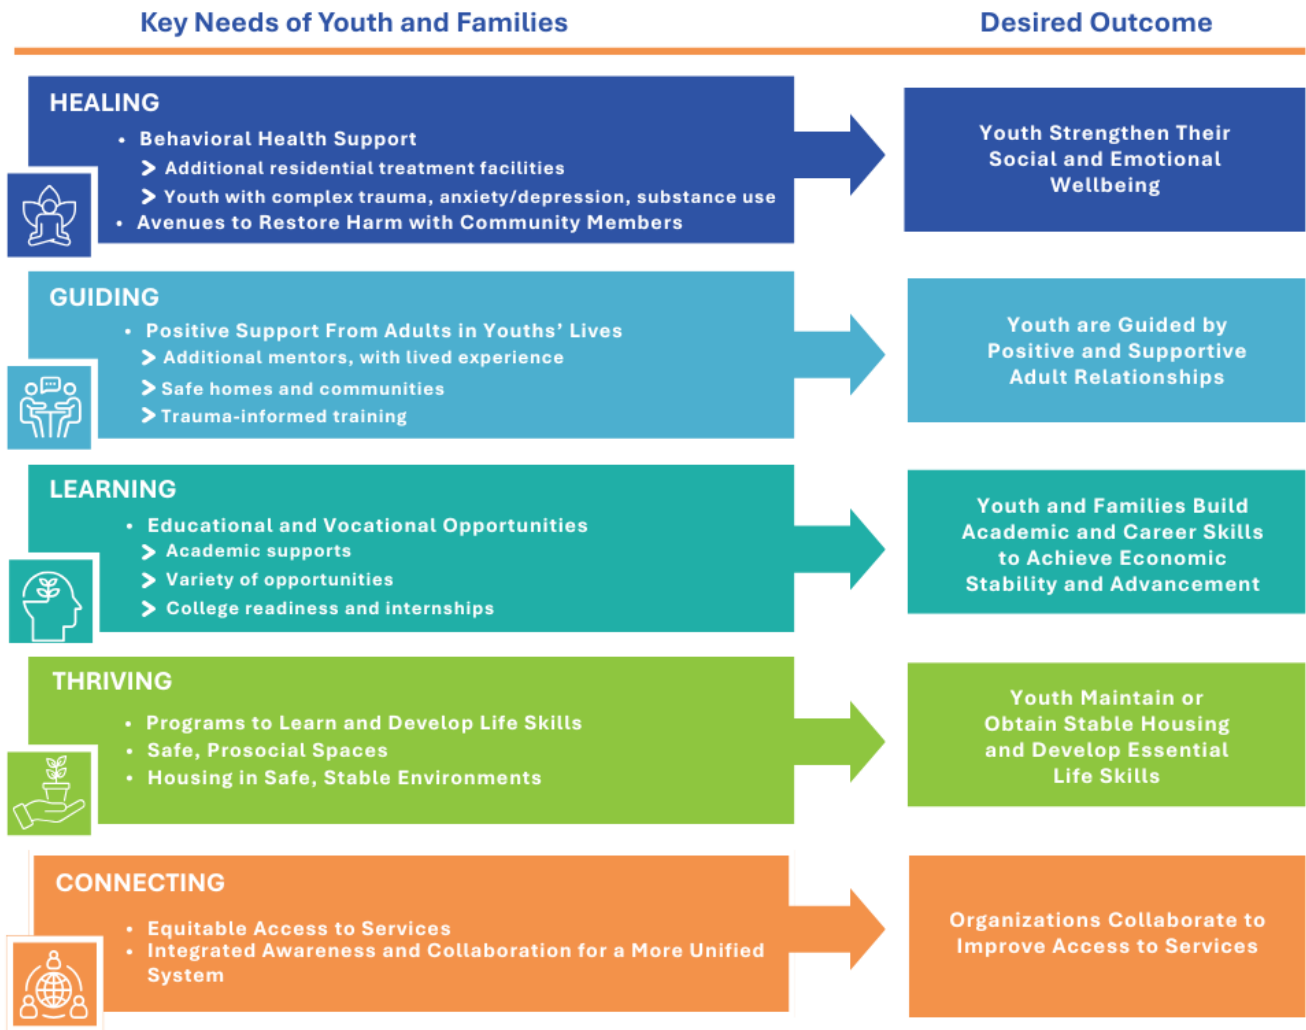 Key Needs of Youth and Families
Desired Outcome
HEALING
• Behavioral Health Support
> Additional residential treatment facilities
> Youth with complex trauma, anxiety/depression, substance use
• Avenues to Restore Harm with Community Members
Youth Strengthen Their
Social and Emotional
Wellbeing
GUIDING
• Positive Support From Adults in Youths’ Lives
> Additional mentors, with lived experience
> Safe homes and communities
> Trauma-informed training
Youth are Guided by
Positive and Supportive
Adult Relationships
LEARNING
• Educational and Vocational Opportunities
> Academic supports
> Variety of opportunities
> College readiness and internships
Youth and Families Build
Academic and Career Skills
to Achieve Economic
Stability and Advancement
THRIVING
• Programs to Learn and Develop Life Skills
• Safe, Prosocial Spaces
• Housing in Safe, Stable Environments
Youth Maintain or
Obtain Stable Housing
and Develop Essential
Life Skills
CONNECTING
• Equitable Access to Services
• Integrated Awareness and Collaboration for a More Unified
System
Organizations Collaborate to
Improve Access to Services